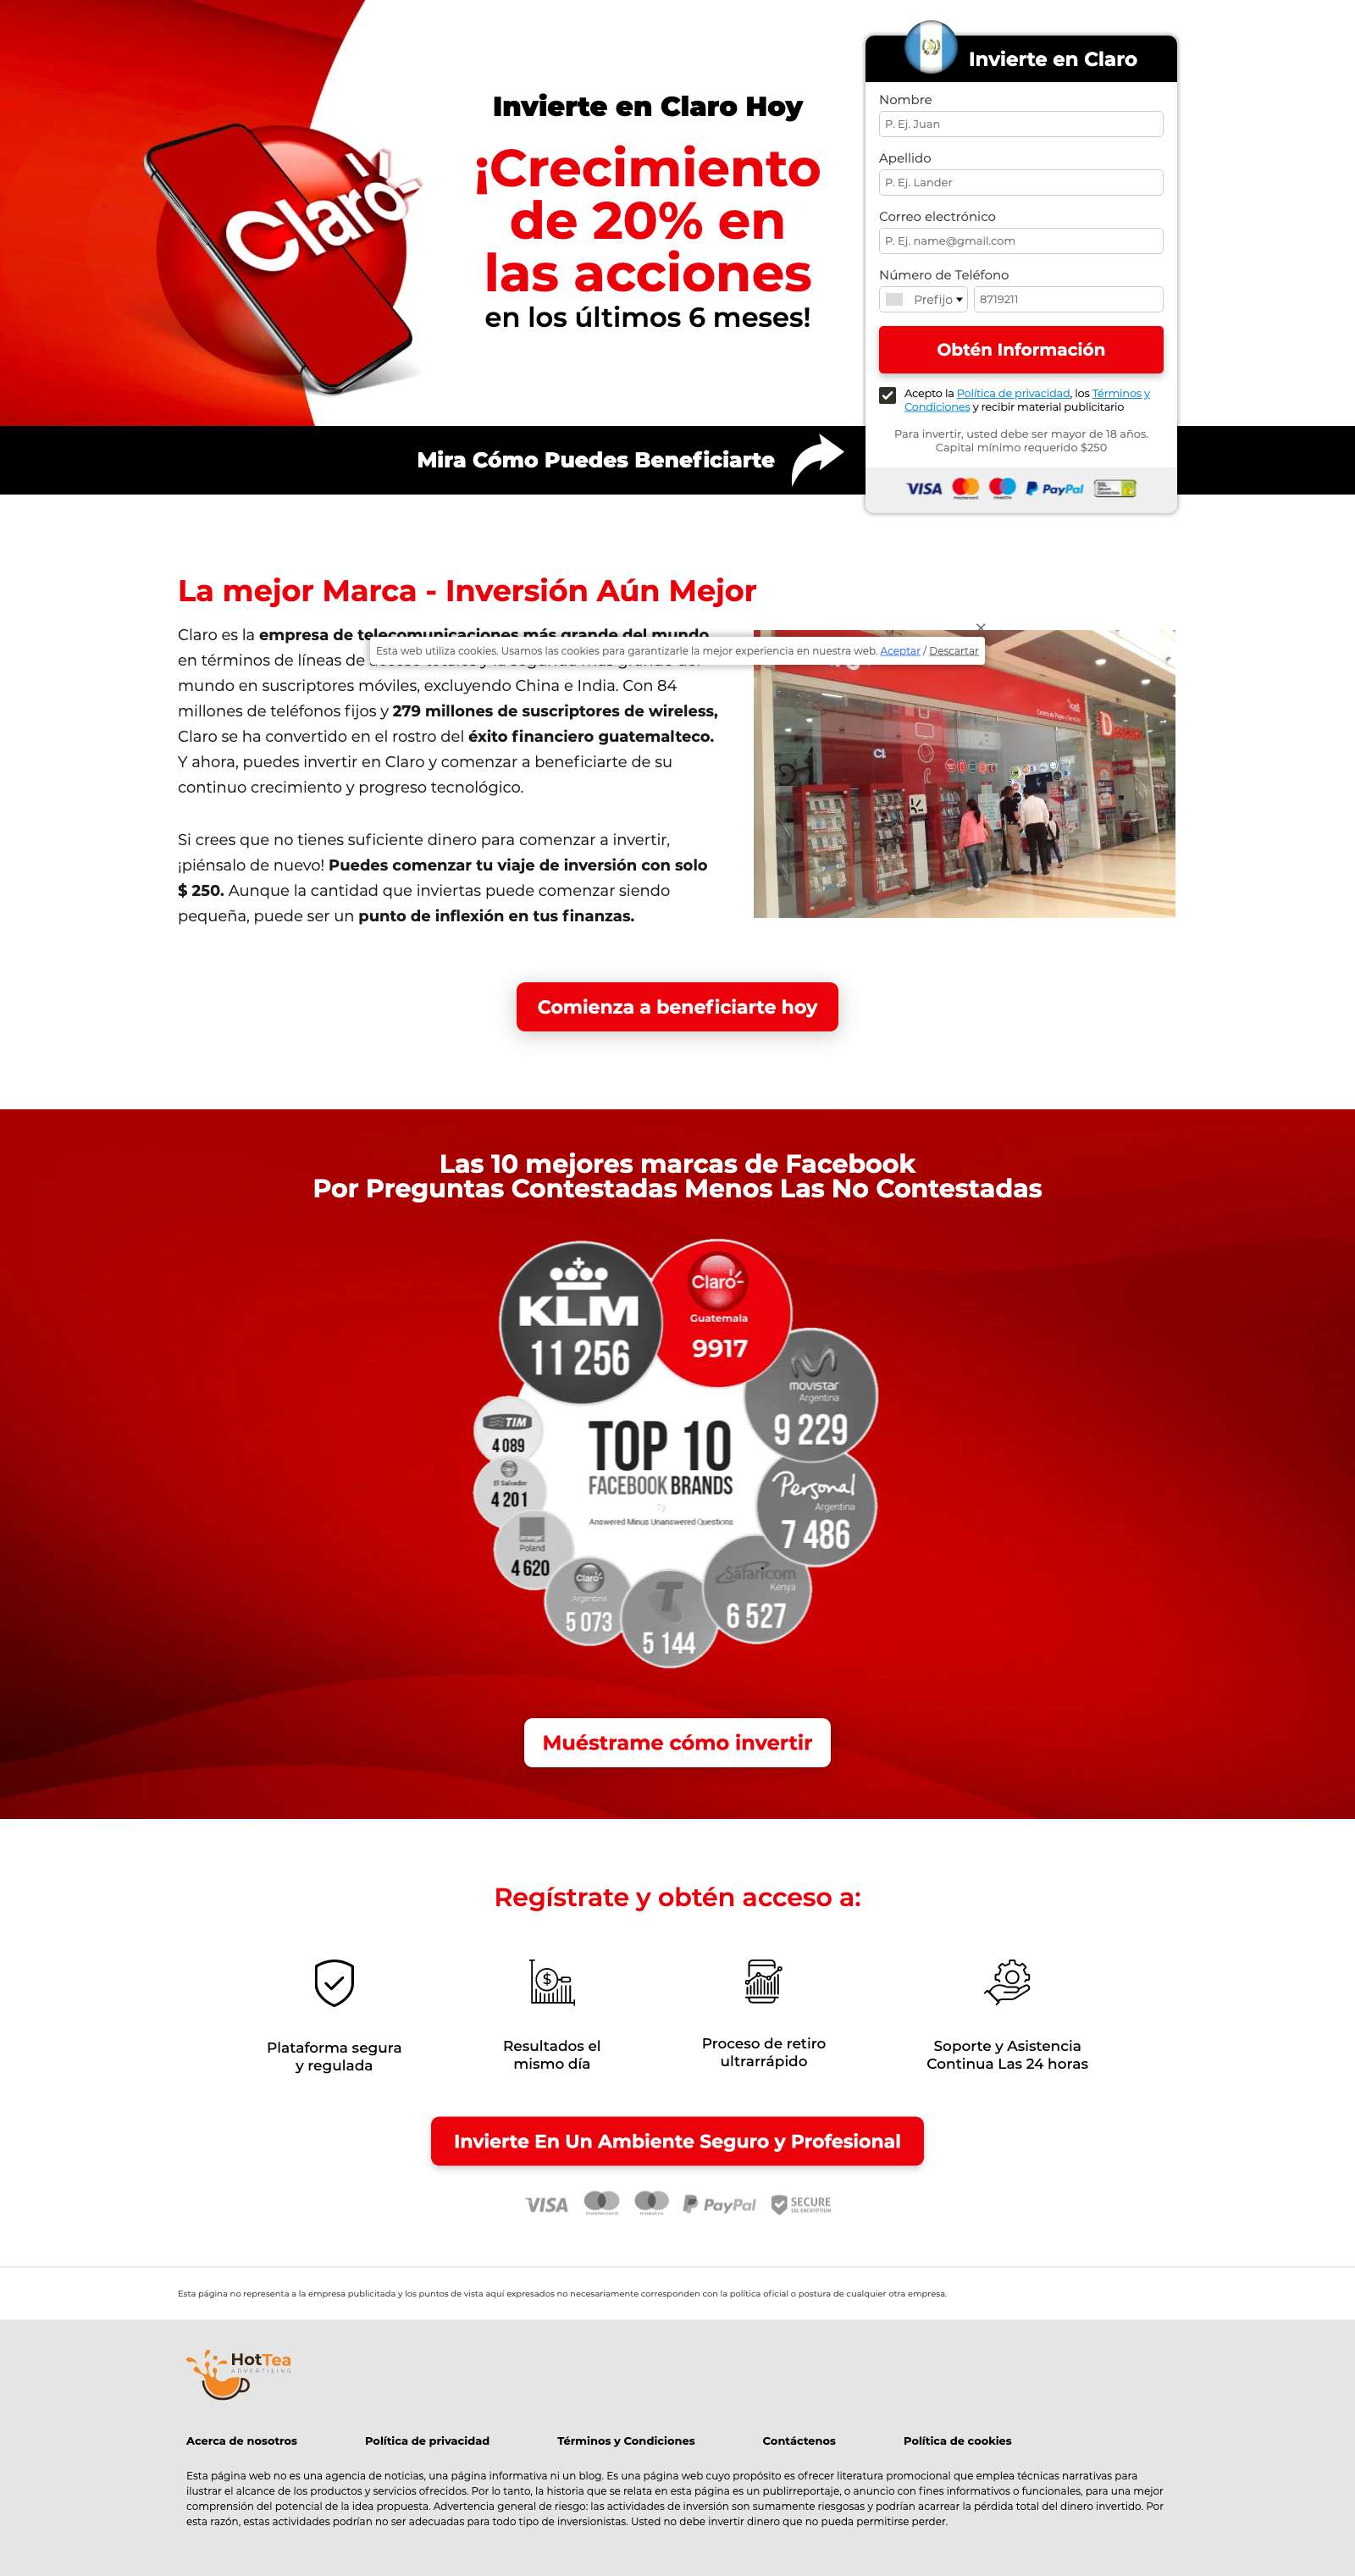 Claro
Invierte en Claro Hoy
¡Crecimiento
de 20% en
las acciones
en los últimos 6 meses!
Invierte en Claro
Nombre
P. Ej. Juan
Apellido
P. Ej. Lander
Correo electrónico
P. Ej. name@gmail.com
Número de Teléfono
Prefijo 8719211
Obtén Información
Acepto la Política de privacidad, los Términos y
Condiciones y recibir material publicitario
Para invertir, usted debe ser mayor de 18 años.
Capital mínimo requerido $250
VISA mastercard maestro PayPal
Mira Cómo Puedes Beneficiarte
La mejor Marca - Inversión Aún Mejor
Claro es la empresa de telecomunicaciones más grande del mundo
Esta web utiliza cookies. Usamos las cookies para garantizarle la mejor experiencia en nuestra web. Aceptar / Descartar
en términos de líneas de acceso totales y la segunda más grande del
mundo en suscriptores móviles, excluyendo China e India. Con 84
millones de teléfonos fijos y 279 millones de suscriptores de wireless,
Claro se ha convertido en el rostro del éxito financiero guatemalteco.
Y ahora, puedes invertir en Claro y comenzar a beneficiarte de su
continuo crecimiento y progreso tecnológico.
Si crees que no tienes suficiente dinero para comenzar a invertir,
¡piénsalo de nuevo! Puedes comenzar tu viaje de inversión con solo
$ 250. Aunque la cantidad que inviertas puede comenzar siendo
pequeña, puede ser un punto de inflexión en tus finanzas.
Comienza a beneficiarte hoy
Las 10 mejores marcas de Facebook
Por Preguntas Contestadas Menos Las No Contestadas
KLM
11 256
Claro
Guatemala
9917
movistar
Argentina
9 229
Personal
Argentina
7 486
Safaricom
Kenya
6 527
T
5 144
Claro
Argentina
5 073
Poland
4 620
El Salvador
4 201
TIM
4 089
TOP 10
FACEBOOK BRANDS
by
Answered Minus Unanswered Questions
Muéstrame cómo invertir
Regístrate y obtén acceso a:
Plataforma segura
y regulada
Resultados el
mismo día
Proceso de retiro
ultrarrápido
Soporte y Asistencia
Continua Las 24 horas
Invierte En Un Ambiente Seguro y Profesional
VISA mastercard maestro PayPal SECURE
SSL ENCRYPTION
Esta página no representa a la empresa publicitada y los puntos de vista aquí expresados no necesariamente corresponden con la política oficial o postura de cualquier otra empresa.
HotTea
ADVERTISING
Acerca de nosotros Política de privacidad Términos y Condiciones Contáctenos Política de cookies
Esta página web no es una agencia de noticias, una página informativa ni un blog. Es una página web cuyo propósito es ofrecer literatura promocional que emplea técnicas narrativas para
ilustrar el alcance de los productos y servicios ofrecidos. Por lo tanto, la historia que se relata en esta página es un publirreportaje, o anuncio con fines informativos o funcionales, para una mejor
comprensión del potencial de la idea propuesta. Advertencia general de riesgo: las actividades de inversión son sumamente riesgosas y podrían acarrear la pérdida total del dinero invertido. Por
esta razón, estas actividades podrían no ser adecuadas para todo tipo de inversionistas. Usted no debe invertir dinero que no pueda permitirse perder.